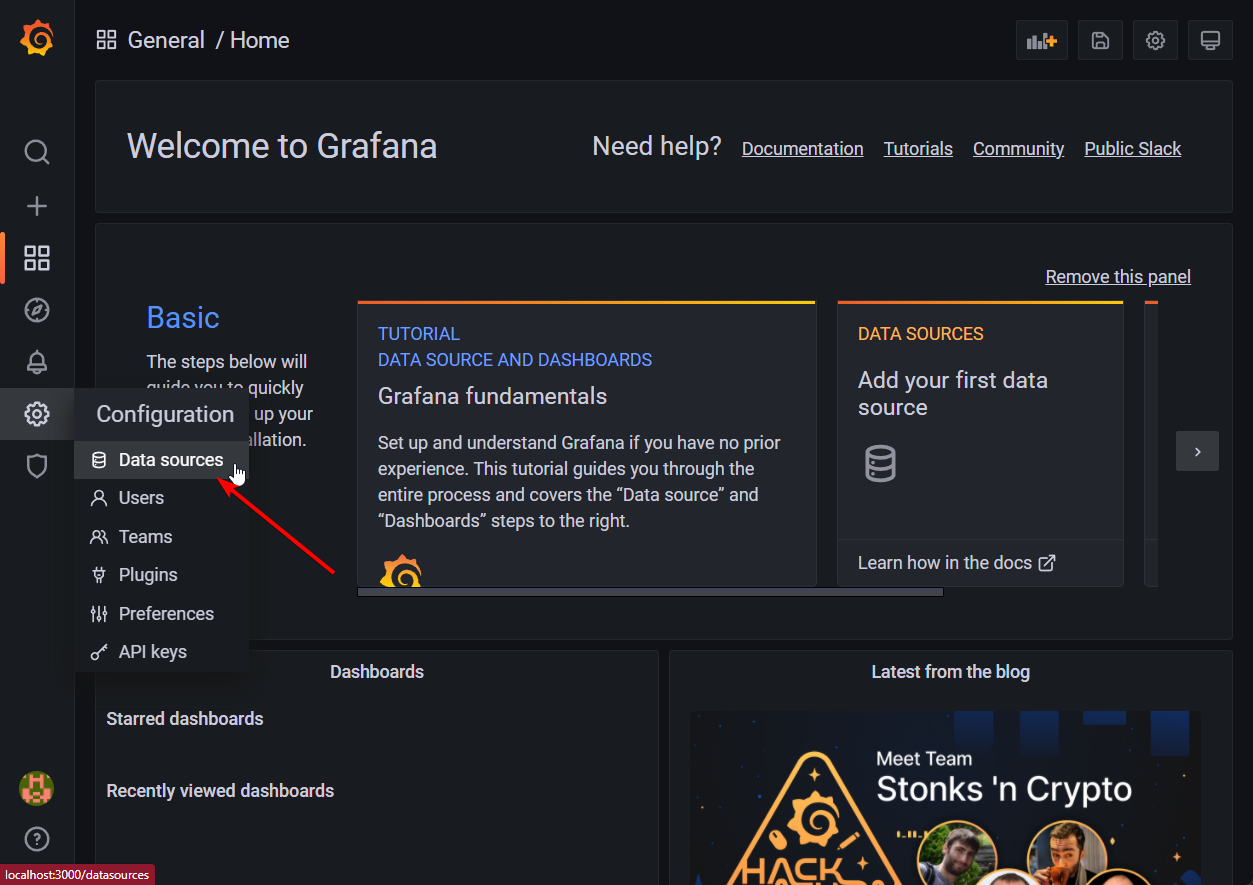 General / Home
Welcome to Grafana
Need help? Documentation Tutorials Community Public Slack
Remove this panel
Basic
The steps below will
guide you to quickly
up your
allation.
TUTORIAL
DATA SOURCE AND DASHBOARDS
Grafana fundamentals
Set up and understand Grafana if you have no prior
experience. This tutorial guides you through the
entire process and covers the “Data source” and
“Dashboards” steps to the right.
DATA SOURCES
Add your first data
source
Learn how in the docs
Configuration
Data sources
Users
Teams
Plugins
Preferences
API keys
Dashboards
Starred dashboards
Recently viewed dashboards
Latest from the blog
Meet Team
Stonks 'n Crypto
HACK
localhost:3000/datasources